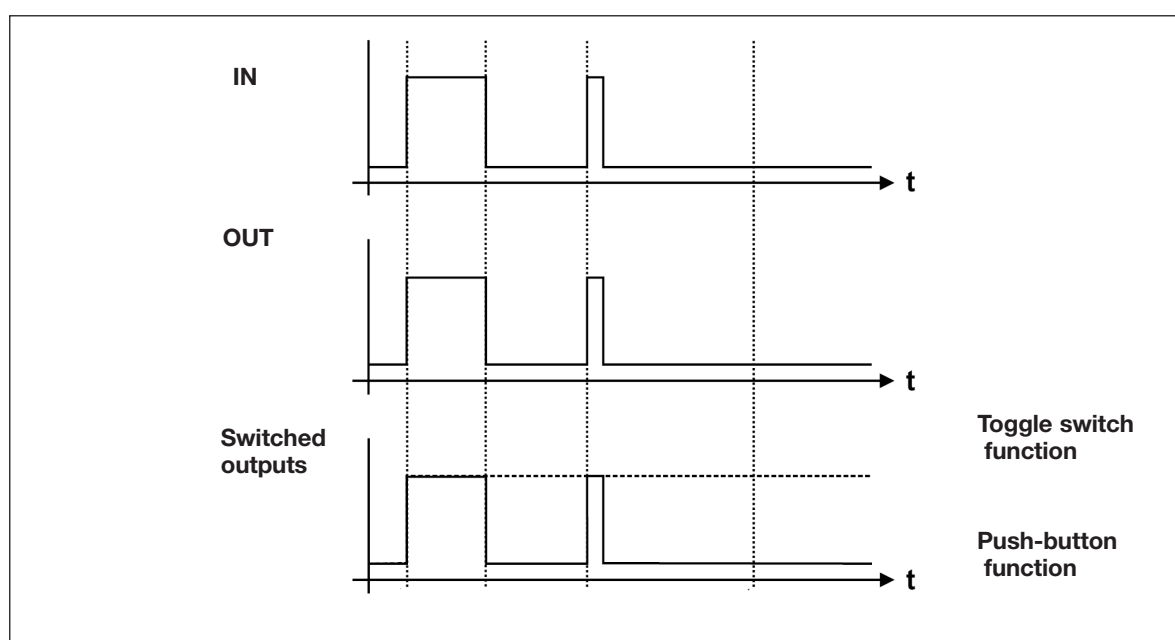 IN
t
OUT
t
Switched
outputs
Toggle switch
function
Push-button
function
t